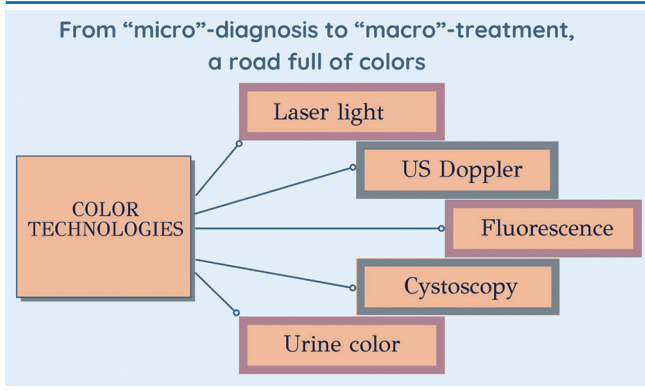 From “micro”-diagnosis to “macro”-treatment,
a road full of colors
Laser light
US Doppler
COLOR
TECHNOLOGIES
Fluorescence
Cystoscopy
Urine color